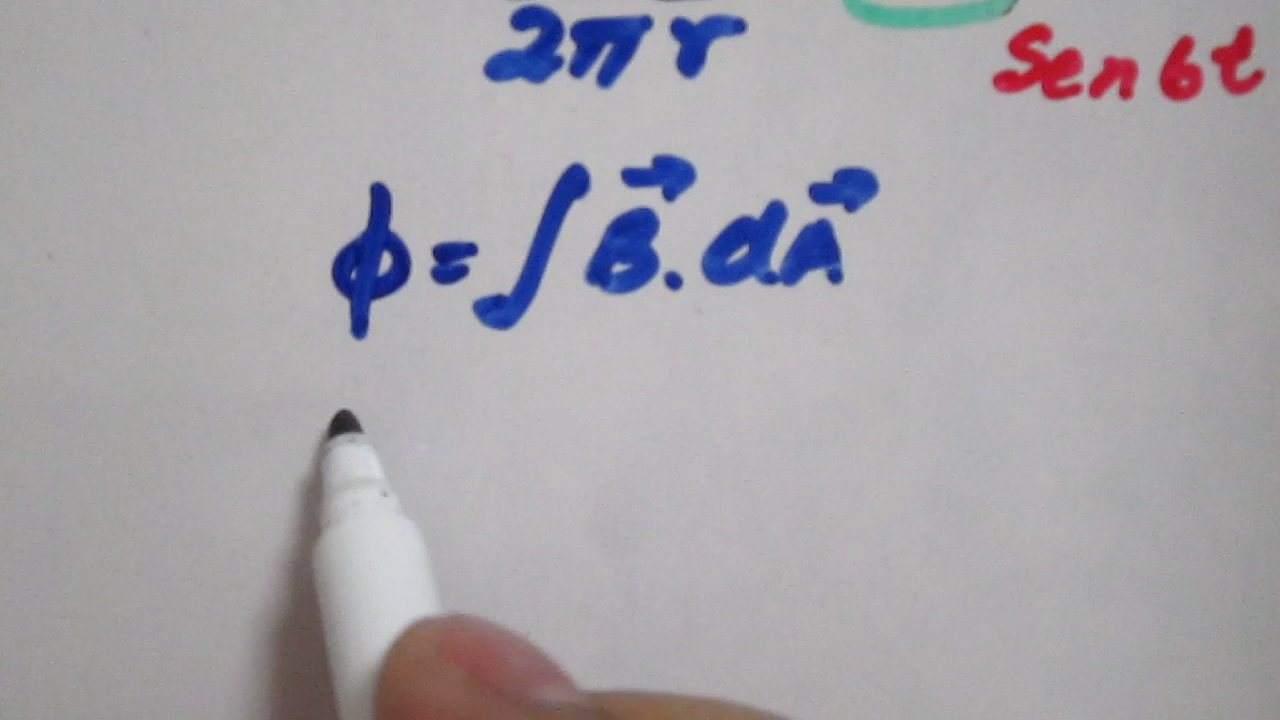 2πr
Sen 6t
ϕ = ∫ B⃗ . dA⃗